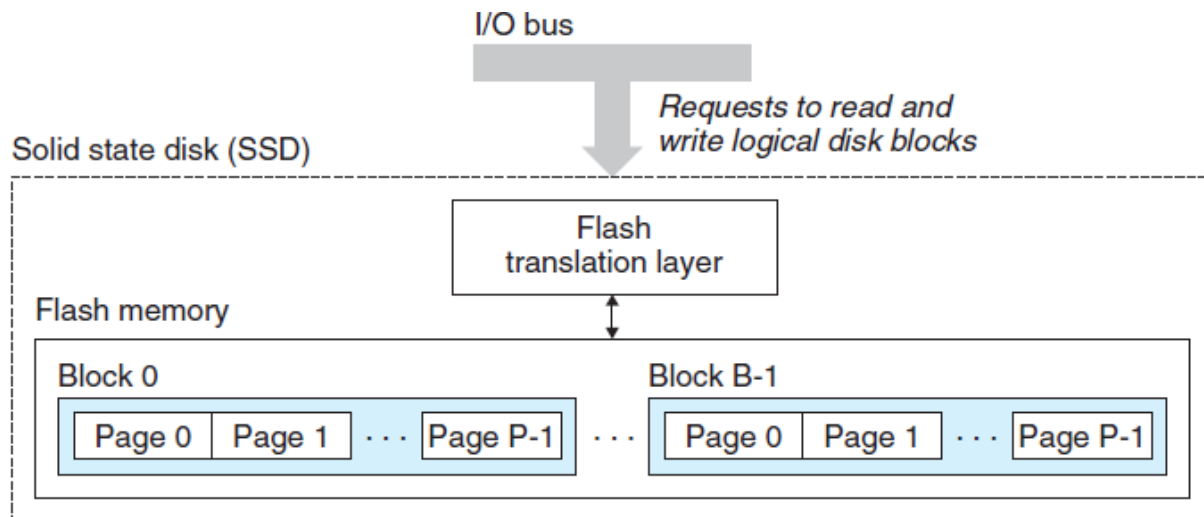 I/O bus
Requests to read and
write logical disk blocks
Solid state disk (SSD)
Flash
translation layer
Flash memory
Block 0
Block B-1
Page 0 Page 1 · · · Page P-1 · · · Page 0 Page 1 · · · Page P-1